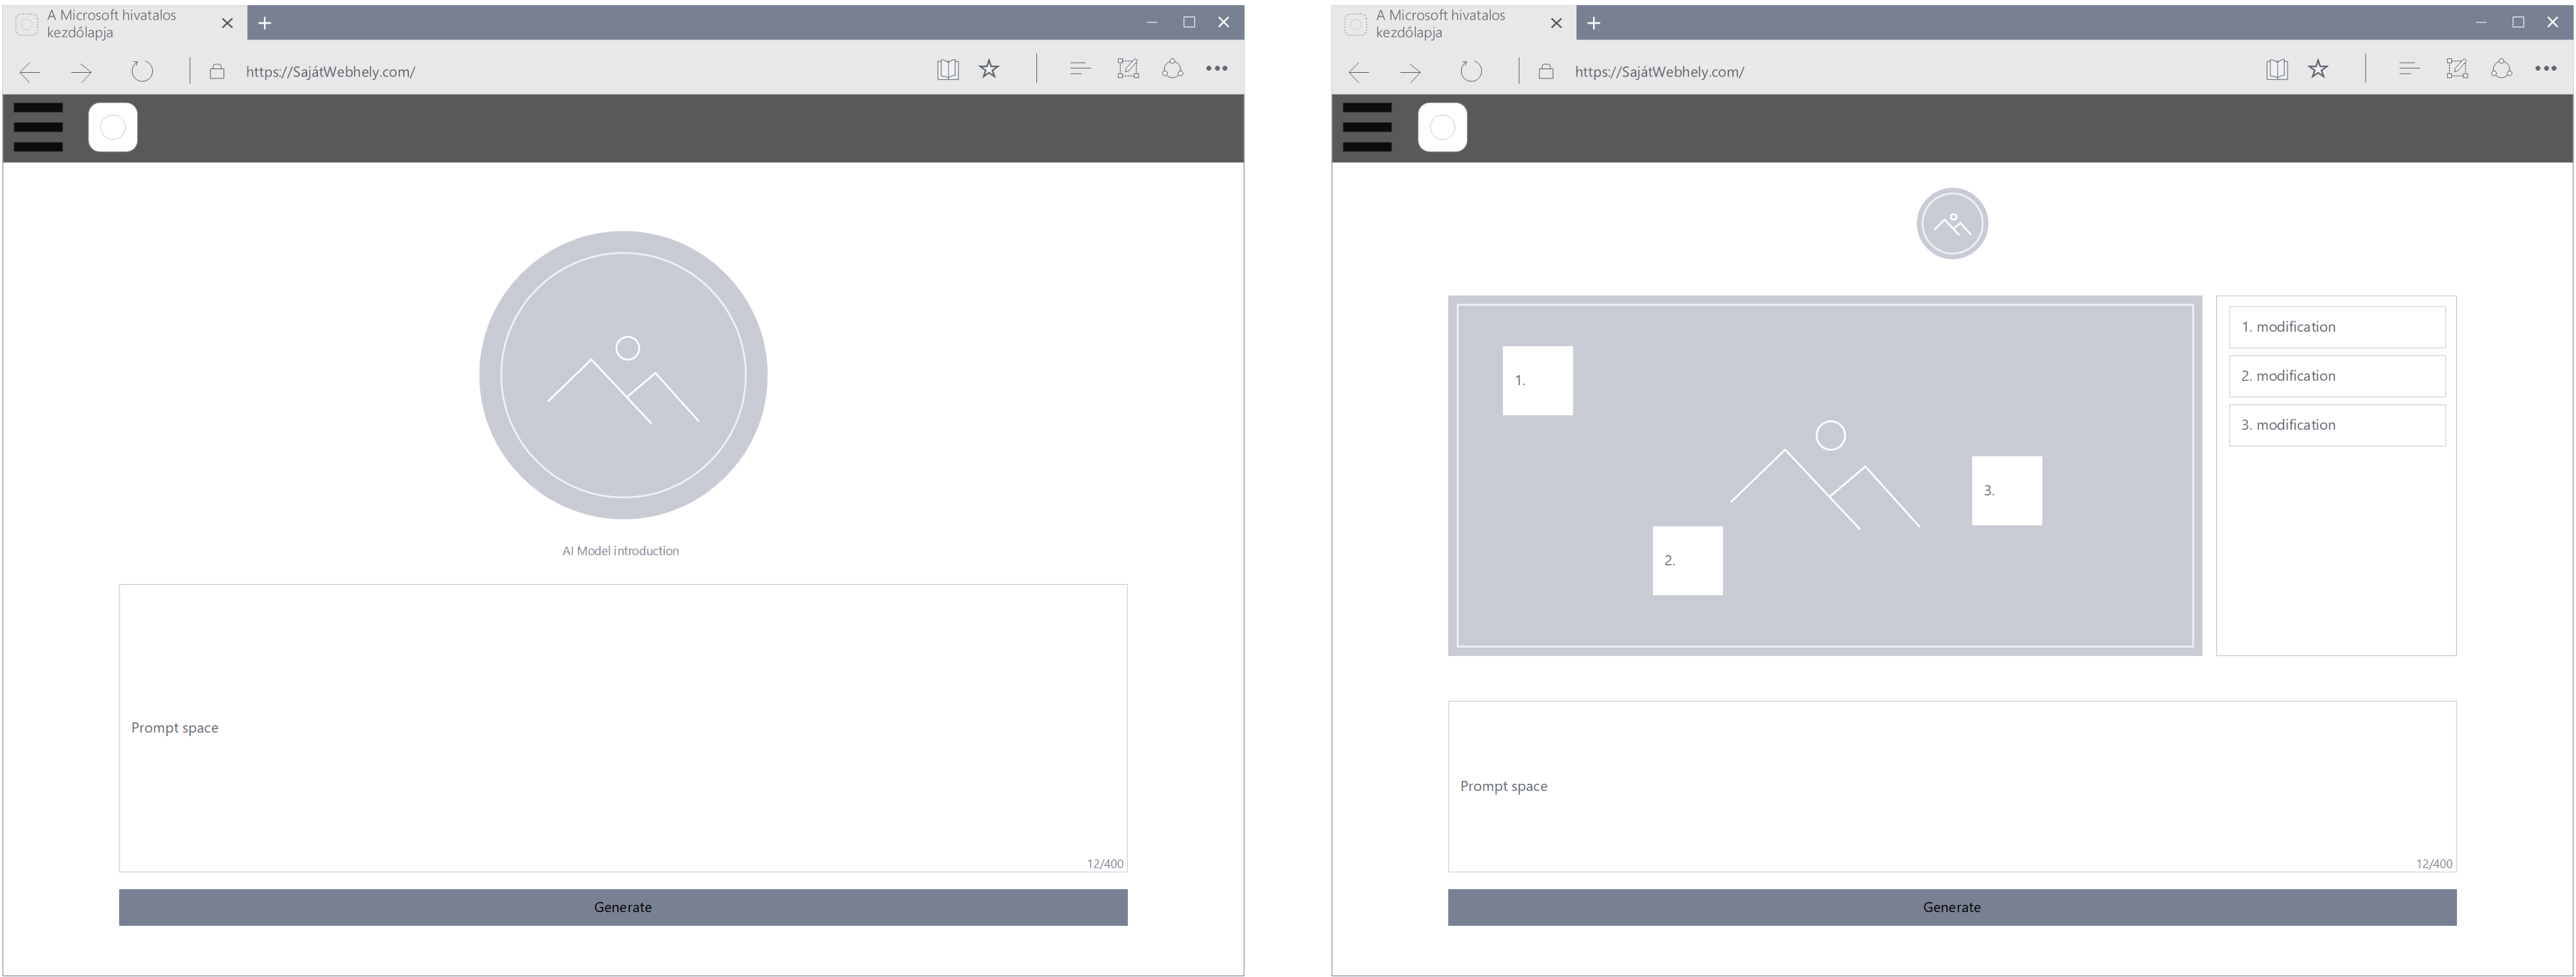 A Microsoft hivatalos
kezdőlapja
https://SajátWebhely.com/
AI Model introduction
Prompt space
12/400
Generate
A Microsoft hivatalos
kezdőlapja
https://SajátWebhely.com/
1.
2.
3.
1. modification
2. modification
3. modification
Prompt space
12/400
Generate